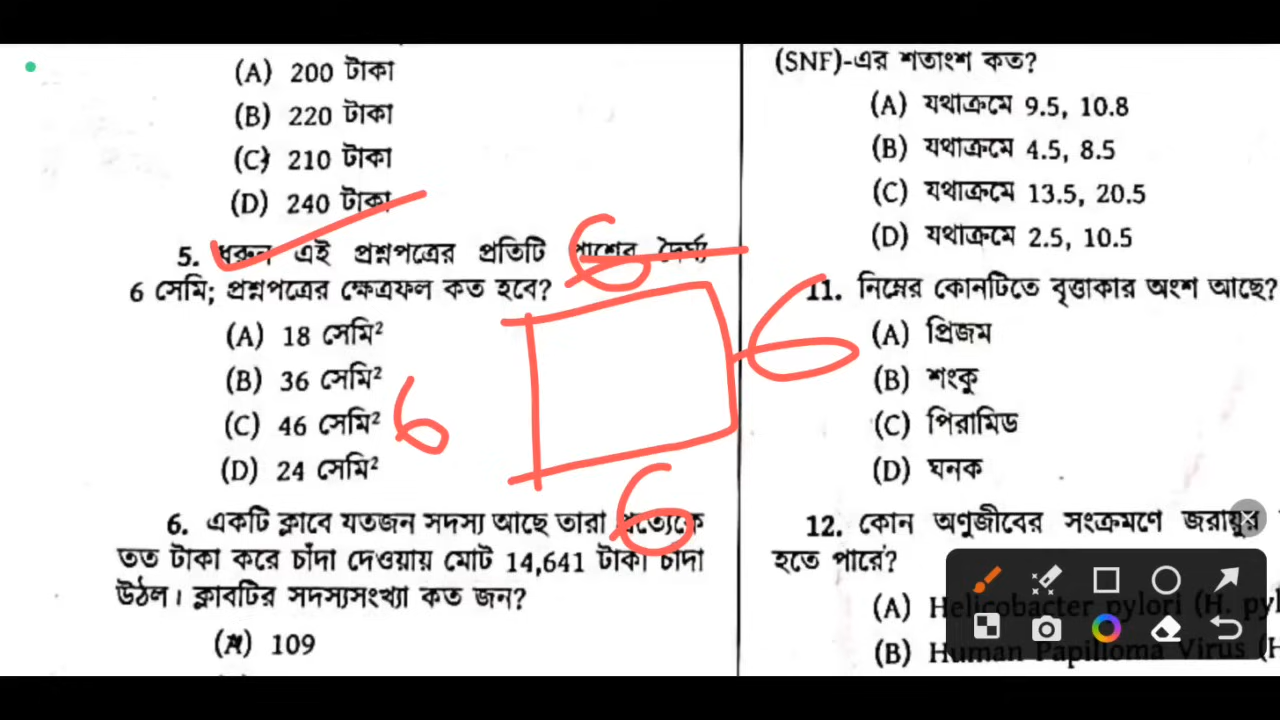 (A) 200 টাকা
(B) 220 টাকা
(C) 210 টাকা
(D) 240 টাকা
5. ধরুন এই প্রশ্নপত্রের প্রতিটি পাশের দৈর্ঘ্য
6 সেমি; প্রশ্নপত্রের ক্ষেত্রফল কত হবে?
(A) 18 সেমি²
(B) 36 সেমি²
(C) 46 সেমি²
(D) 24 সেমি²
6
6
6
6
6. একটি ক্লাবে যতজন সদস্য আছে তারা প্রত্যেকে
তত টাকা করে চাঁদা দেওয়ায় মোট 14,641 টাকা চাঁদা
উঠল। ক্লাবটির সদস্যসংখ্যা কত জন?
(A) 109
(SNF)-এর শতাংশ কত?
(A) যথাক্রমে 9.5, 10.8
(B) যথাক্রমে 4.5, 8.5
(C) যথাক্রমে 13.5, 20.5
(D) যথাক্রমে 2.5, 10.5
11. নিম্নের কোনটিতে বৃত্তাকার অংশ আছে?
(A) প্রিজম
(B) শংকু
(C) পিরামিড
(D) ঘনক
12. কোন অণুজীবের সংক্রমণে জরায়ুর
হতে পারে?
(A) Helicobacter pylori (H. pyl
(B) Human Papilloma Virus (H